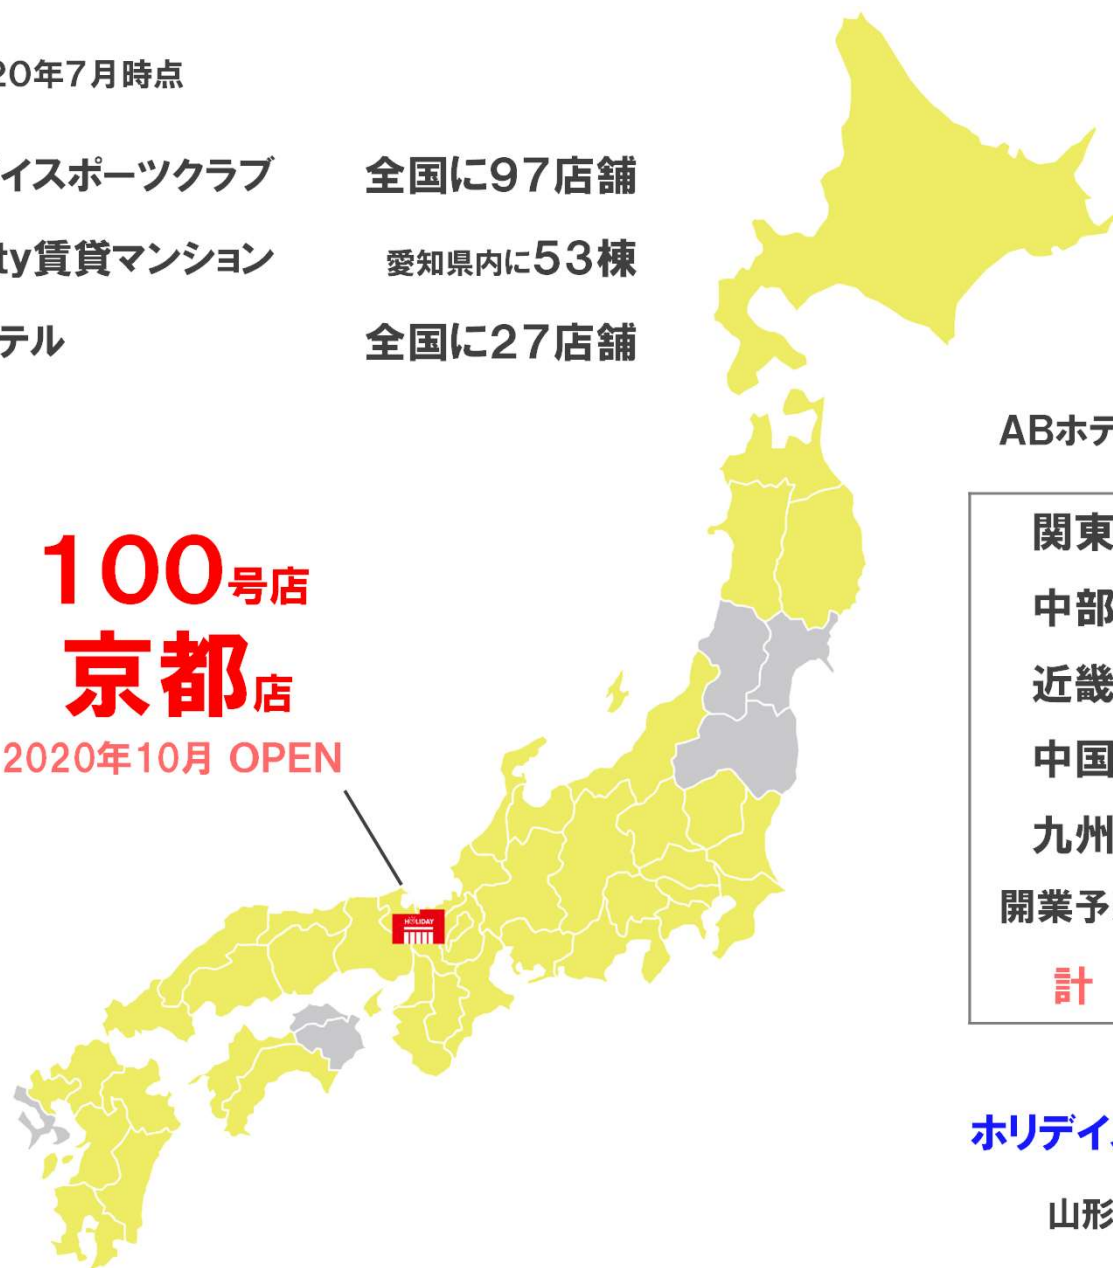 20年7月時点
イスポーツクラブ 全国に97店舗
ty賃貸マンション 愛知県内に53棟
テル 全国に27店舗
ABホテ
関東
中部
近畿
中国
九州
開業予
計
100号店
京都店
2020年10月 OPEN
HOLIDAY
ホリデイ
山形